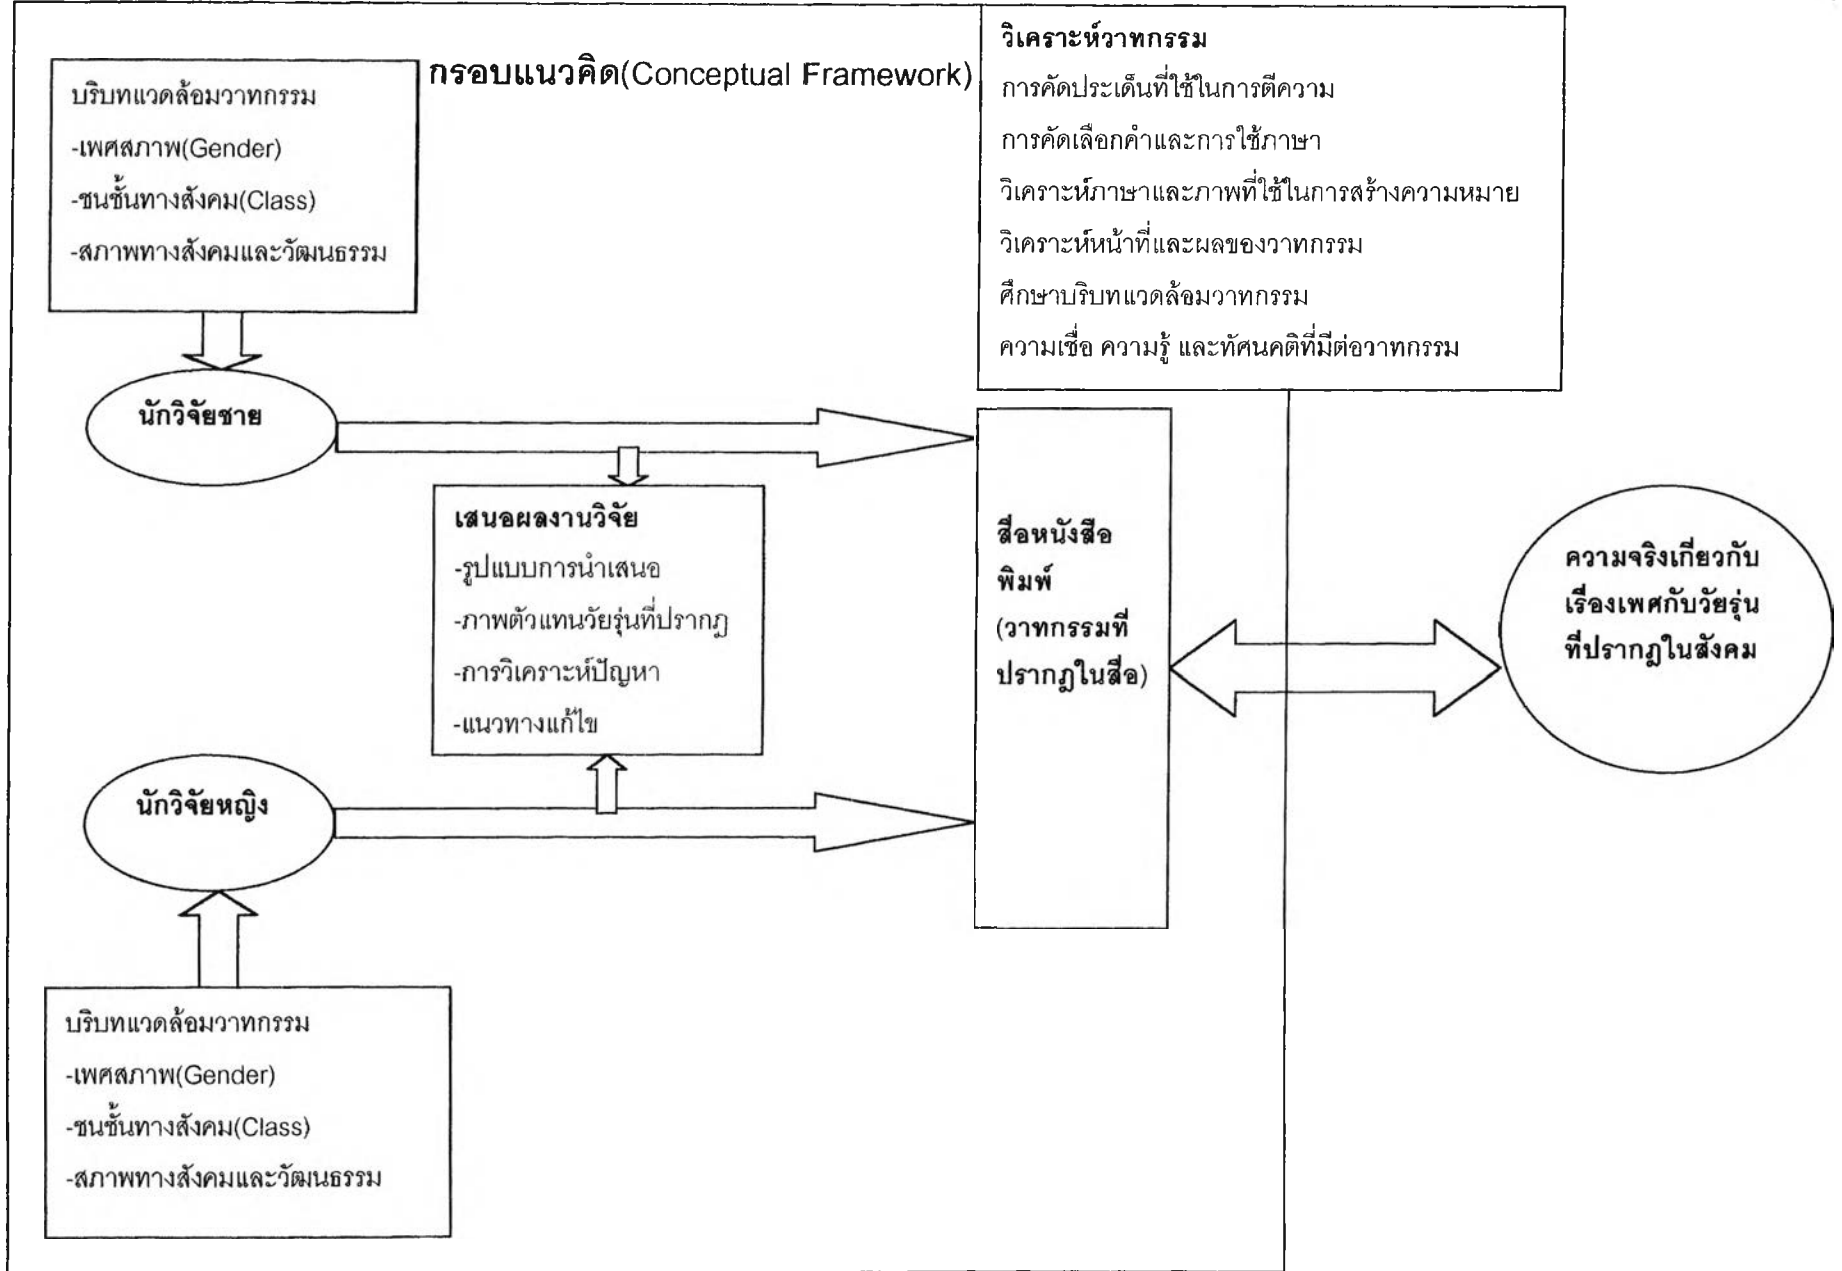 กรอบแนวคิด(Conceptual Framework)
บริบทแวดล้อมวาทกรรม
-เพศสภาพ(Gender)
-ชนชั้นทางสังคม(Class)
-สภาพทางสังคมและวัฒนธรรม
วิเคราะห์วาทกรรม
การคัดประเด็นที่ใช้ในการตีความ
การคัดเลือกคำและการใช้ภาษา
วิเคราะห์ภาษาและภาพที่ใช้ในการสร้างความหมาย
วิเคราะห์หน้าที่และผลของวาทกรรม
ศึกษาบริบทแวดล้อมวาทกรรม
ความเชื่อ ความรู้ และทัศนคติที่มีต่อวาทกรรม
นักวิจัยชาย
เสนอผลงานวิจัย
-รูปแบบการนำเสนอ
-ภาพตัวแทนวัยรุ่นที่ปรากฏ
-การวิเคราะห์ปัญหา
-แนวทางแก้ไข
สื่อหนังสือ
พิมพ์
(วาทกรรมที่
ปรากฏในสื่อ)
ความจริงเกี่ยวกับ
เรื่องเพศกับวัยรุ่น
ที่ปรากฏในสังคม
นักวิจัยหญิง
บริบทแวดล้อมวาทกรรม
-เพศสภาพ(Gender)
-ชนชั้นทางสังคม(Class)
-สภาพทางสังคมและวัฒนธรรม